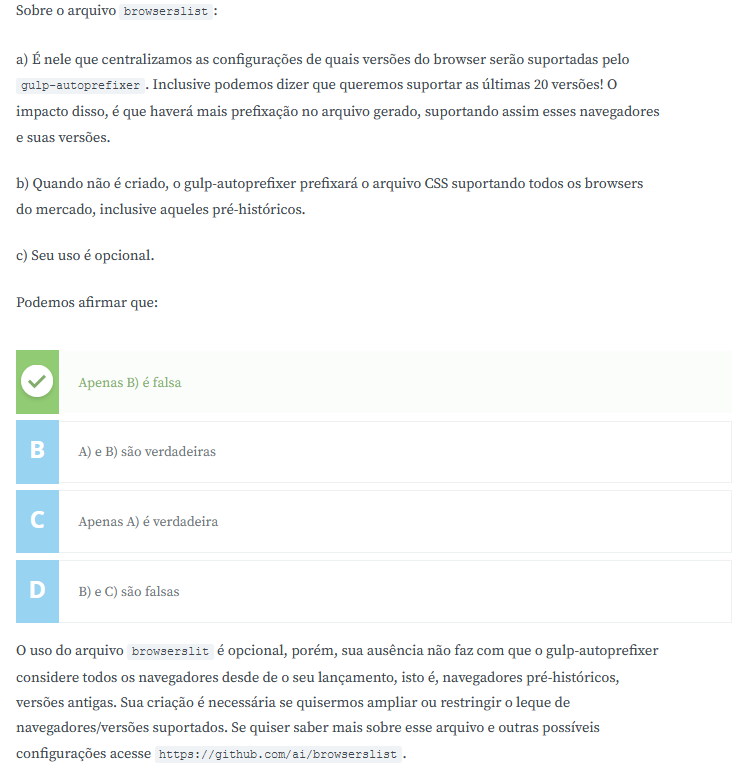 Sobre o arquivo browserslist:
a) É nele que centralizamos as configurações de quais versões do browser serão suportadas pelo
gulp-autoprefixer. Inclusive podemos dizer que queremos suportar as últimas 20 versões! O
impacto disso, é que haverá mais prefixação no arquivo gerado, suportando assim esses navegadores
e suas versões.
b) Quando não é criado, o gulp-autoprefixer prefixará o arquivo CSS suportando todos os browsers
do mercado, inclusive aqueles pré-históricos.
c) Seu uso é opcional.
Podemos afirmar que:
Apenas B) é falsa
B A) e B) são verdadeiras
C Apenas A) é verdadeira
D B) e C) são falsas
O uso do arquivo browserslit é opcional, porém, sua ausência não faz com que o gulp-autoprefixer
considere todos os navegadores desde de o seu lançamento, isto é, navegadores pré-históricos,
versões antigas. Sua criação é necessária se quisermos ampliar ou restringir o leque de
navegadores/versões suportados. Se quiser saber mais sobre esse arquivo e outras possíveis
configurações acesse https://github.com/ai/browserslist.